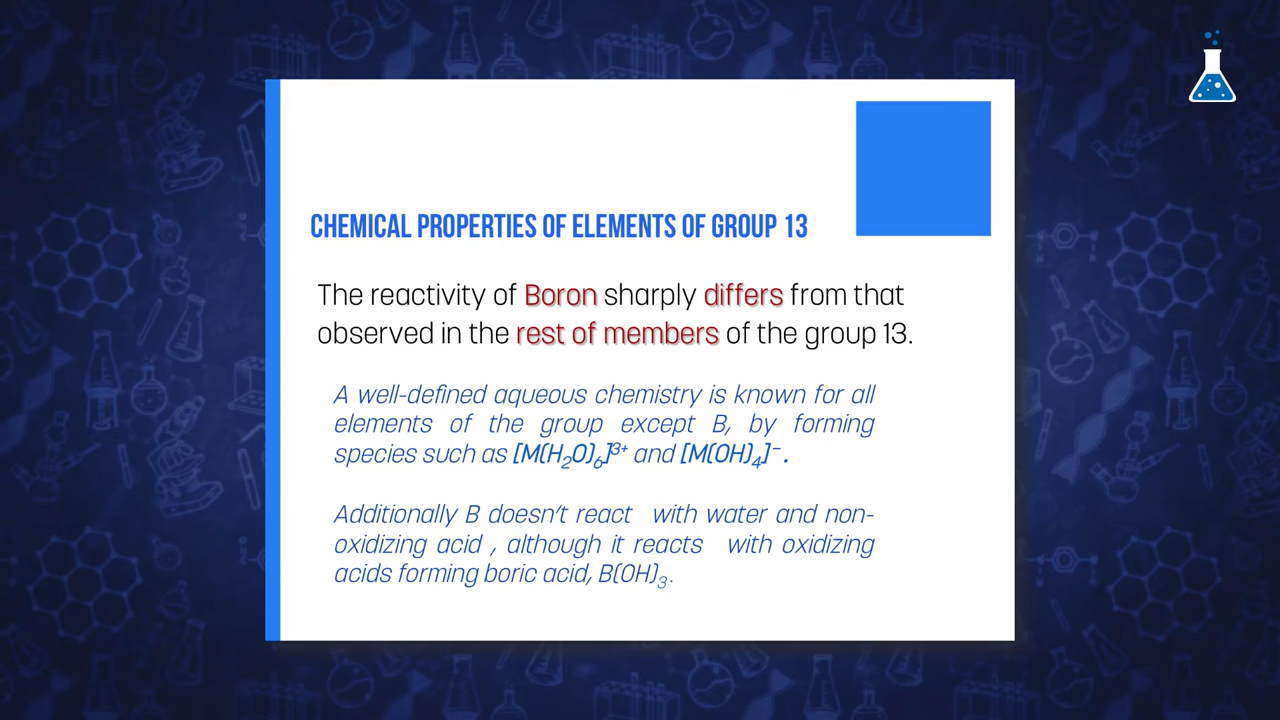 CHEMICAL PROPERTIES OF ELEMENTS OF GROUP 13
The reactivity of Boron sharply differs from that
observed in the rest of members of the group 13.
A well-defined aqueous chemistry is known for all
elements of the group except B, by forming
species such as [M(H₂O)₆]³⁺ and [M(OH)₄]⁻.
Additionally B doesn't react with water and non-
oxidizing acid , although it reacts with oxidizing
acids forming boric acid, B(OH)₃.